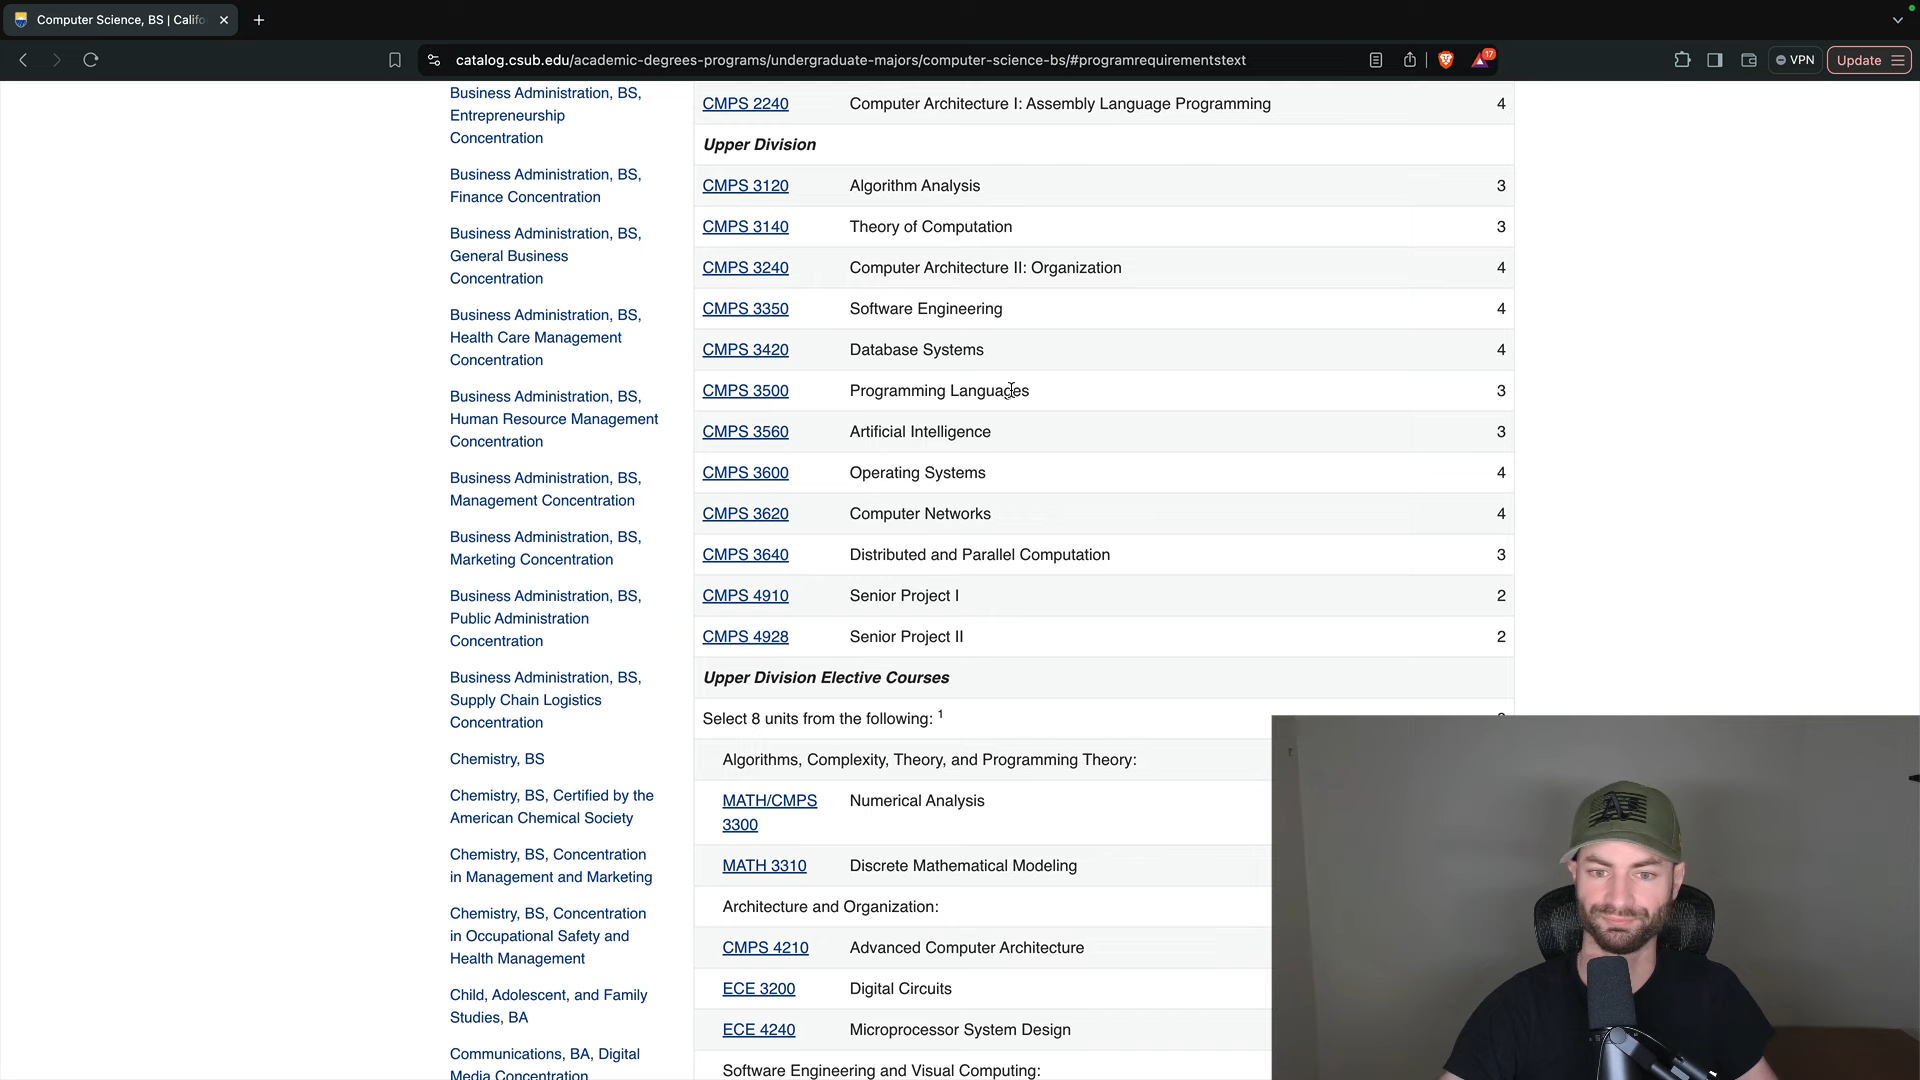 Computer Science, BS | Califo
catalog.csub.edu/academic-degrees-programs/undergraduate-majors/computer-science-bs/#programrequirementstext
17
VPN
Update
Business Administration, BS,
Entrepreneurship
Concentration
Business Administration, BS,
Finance Concentration
Business Administration, BS,
General Business
Concentration
Business Administration, BS,
Health Care Management
Concentration
Business Administration, BS,
Human Resource Management
Concentration
Business Administration, BS,
Management Concentration
Business Administration, BS,
Marketing Concentration
Business Administration, BS,
Public Administration
Concentration
Business Administration, BS,
Supply Chain Logistics
Concentration
Chemistry, BS
Chemistry, BS, Certified by the
American Chemical Society
Chemistry, BS, Concentration
in Management and Marketing
Chemistry, BS, Concentration
in Occupational Safety and
Health Management
Child, Adolescent, and Family
Studies, BA
Communications, BA, Digital
Media Concentration
CMPS 2240 Computer Architecture I: Assembly Language Programming 4
Upper Division
CMPS 3120 Algorithm Analysis 3
CMPS 3140 Theory of Computation 3
CMPS 3240 Computer Architecture II: Organization 4
CMPS 3350 Software Engineering 4
CMPS 3420 Database Systems 4
CMPS 3500 Programming Languages 3
CMPS 3560 Artificial Intelligence 3
CMPS 3600 Operating Systems 4
CMPS 3620 Computer Networks 4
CMPS 3640 Distributed and Parallel Computation 3
CMPS 4910 Senior Project I 2
CMPS 4928 Senior Project II 2
Upper Division Elective Courses
Select 8 units from the following: 1
Algorithms, Complexity, Theory, and Programming Theory:
MATH/CMPS Numerical Analysis
3300
MATH 3310 Discrete Mathematical Modeling
Architecture and Organization:
CMPS 4210 Advanced Computer Architecture
ECE 3200 Digital Circuits
ECE 4240 Microprocessor System Design
Software Engineering and Visual Computing: